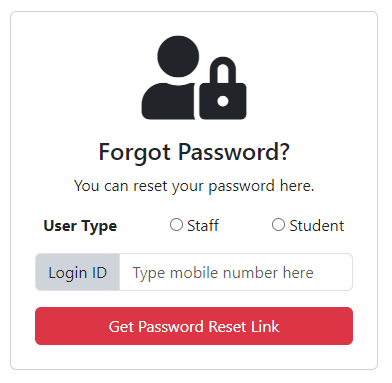 Forgot Password?
You can reset your password here.
User Type Staff Student
Login ID Type mobile number here
Get Password Reset Link